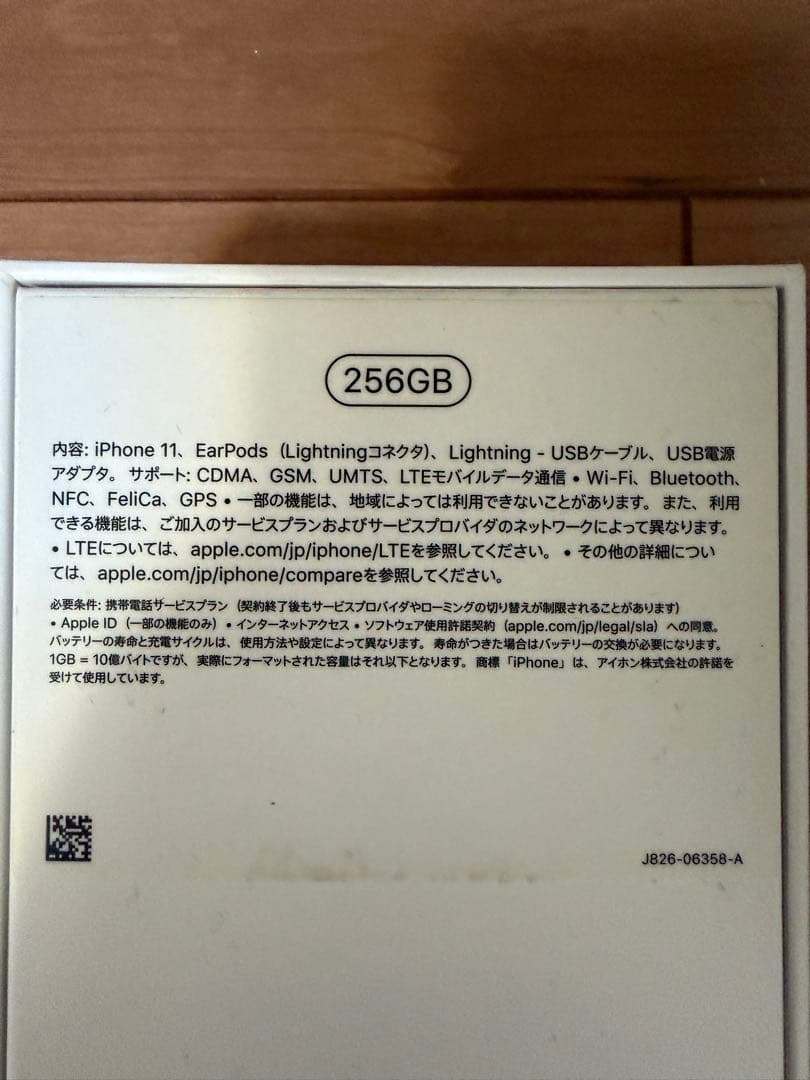 256GB
内容: iPhone 11、EarPods（Lightningコネクタ）、Lightning - USBケーブル、USB電源
アダプタ。サポート: CDMA、GSM、UMTS、LTEモバイルデータ通信 • Wi-Fi、Bluetooth、
NFC、FeliCa、GPS • 一部の機能は、地域によっては利用できないことがあります。また、利用
できる機能は、ご加入のサービスプランおよびサービスプロバイダのネットワークによって異なります。
• LTEについては、apple.com/jp/iphone/LTEを参照してください。 • その他の詳細につい
ては、apple.com/jp/iphone/compareを参照してください。
必要条件: 携帯電話サービスプラン（契約終了後もサービスプロバイダやローミングの切り替えが制限されることがあります）
• Apple ID（一部の機能のみ） • インターネットアクセス • ソフトウェア使用許諾契約（apple.com/jp/legal/sla）への同意。
バッテリーの寿命と充電サイクルは、使用方法や設定によって異なります。寿命がつきた場合はバッテリーの交換が必要になります。
1GB = 10億バイトですが、実際にフォーマットされた容量はそれ以下となります。商標「iPhone」は、アイホン株式会社の許諾を
受けて使用しています。
J826-06358-A